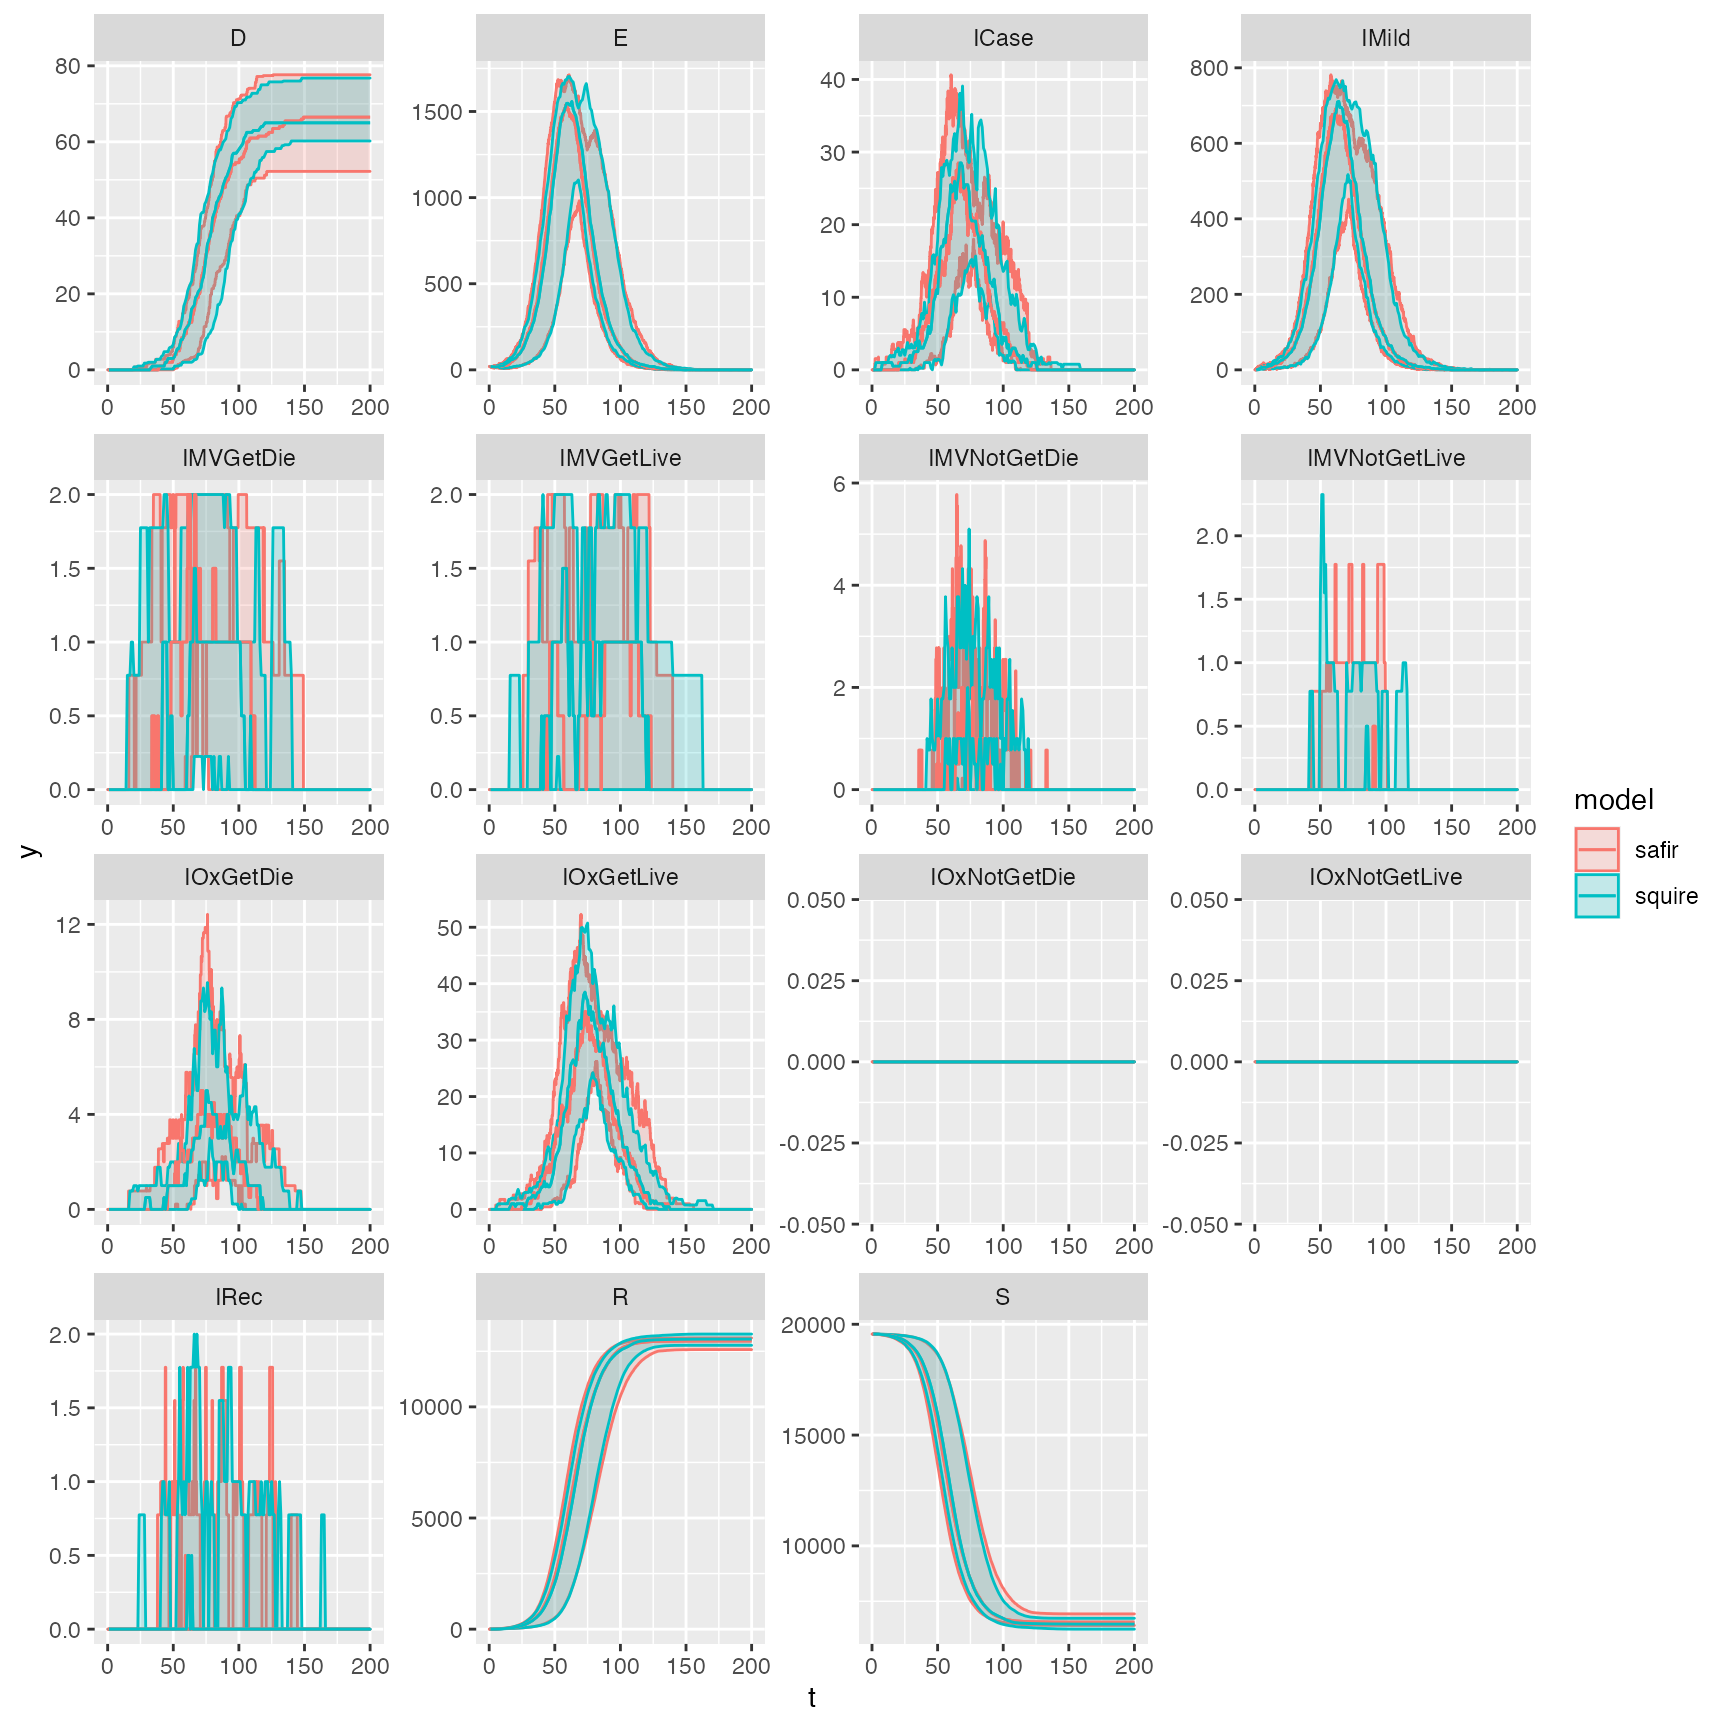 D E ICase IMild
80 60 40 20 0
1500 1000 500 0
40 30 20 10 0
800 600 400 200 0
0 50 100 150 200 0 50 100 150 200 0 50 100 150 200 0 50 100 150 200
IMVGetDie IMVGetLive IMVNotGetDie IMVNotGetLive
2.0 1.5 1.0 0.5 0.0
2.0 1.5 1.0 0.5 0.0
6 4 2 0
2.0 1.5 1.0 0.5 0.0
0 50 100 150 200 0 50 100 150 200 0 50 100 150 200 0 50 100 150 200
IOxGetDie IOxGetLive IOxNotGetDie IOxNotGetLive
12 8 4 0
50 40 30 20 10 0
0.050 0.025 0.000 -0.025 -0.050
0.050 0.025 0.000 -0.025 -0.050
0 50 100 150 200 0 50 100 150 200 0 50 100 150 200 0 50 100 150 200
IRec R S
2.0 1.5 1.0 0.5 0.0
10000 5000 0
20000 15000 10000
0 50 100 150 200 0 50 100 150 200 0 50 100 150 200
y
t
model
safir
squire